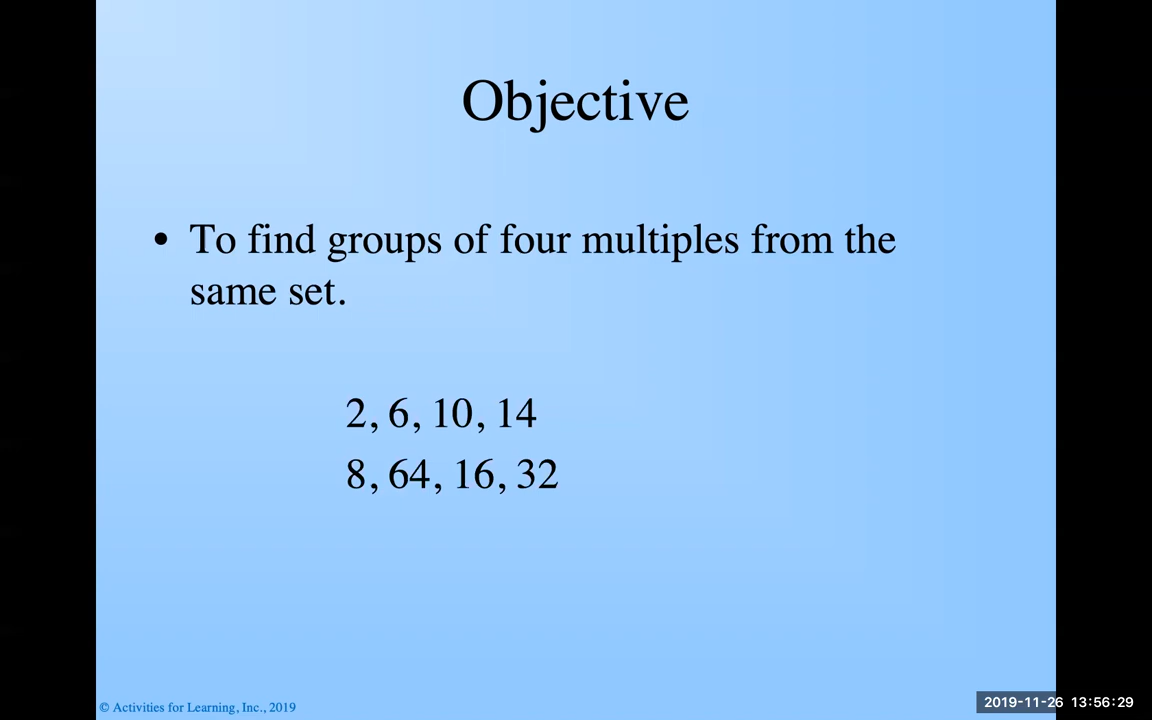 Objective
• To find groups of four multiples from the
same set.
2, 6, 10, 14
8, 64, 16, 32
© Activities for Learning, Inc., 2019
2019-11-26 13:56:29